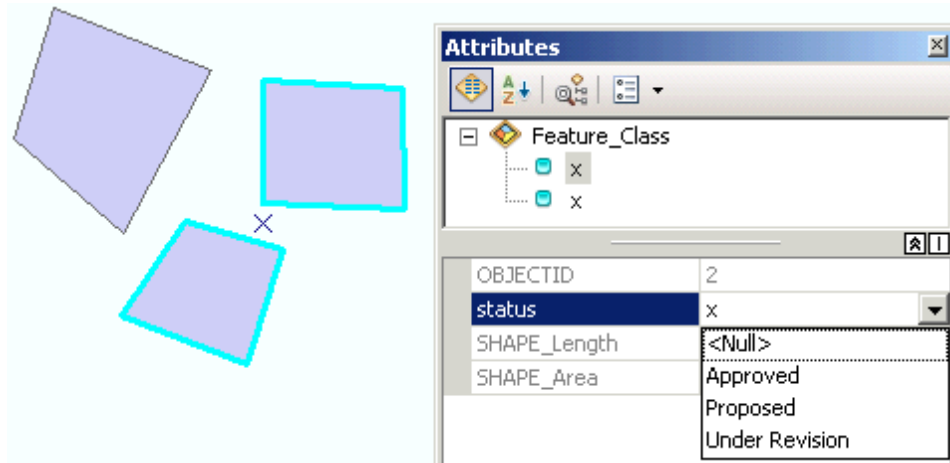 Attributes
Feature_Class
x
x
OBJECTID 2
status x
SHAPE_Length <Null>
SHAPE_Area Approved
Proposed
Under Revision